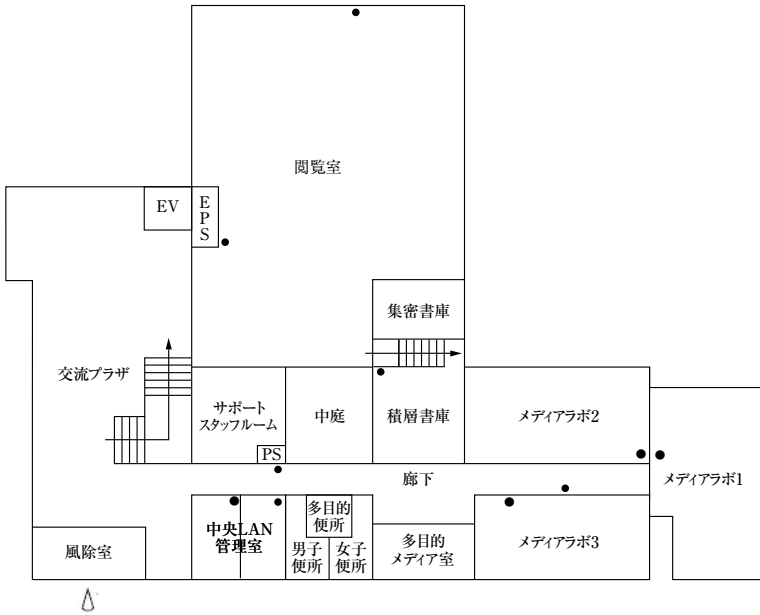 閲覧室
EV
EPS
集密書庫
交流プラザ
サポート
スタッフルーム
中庭
積層書庫
メディアラボ2
PS
廊下
メディアラボ1
多目的
便所
中央LAN
管理室
男子
便所
女子
便所
多目的
メディア室
メディアラボ3
風除室